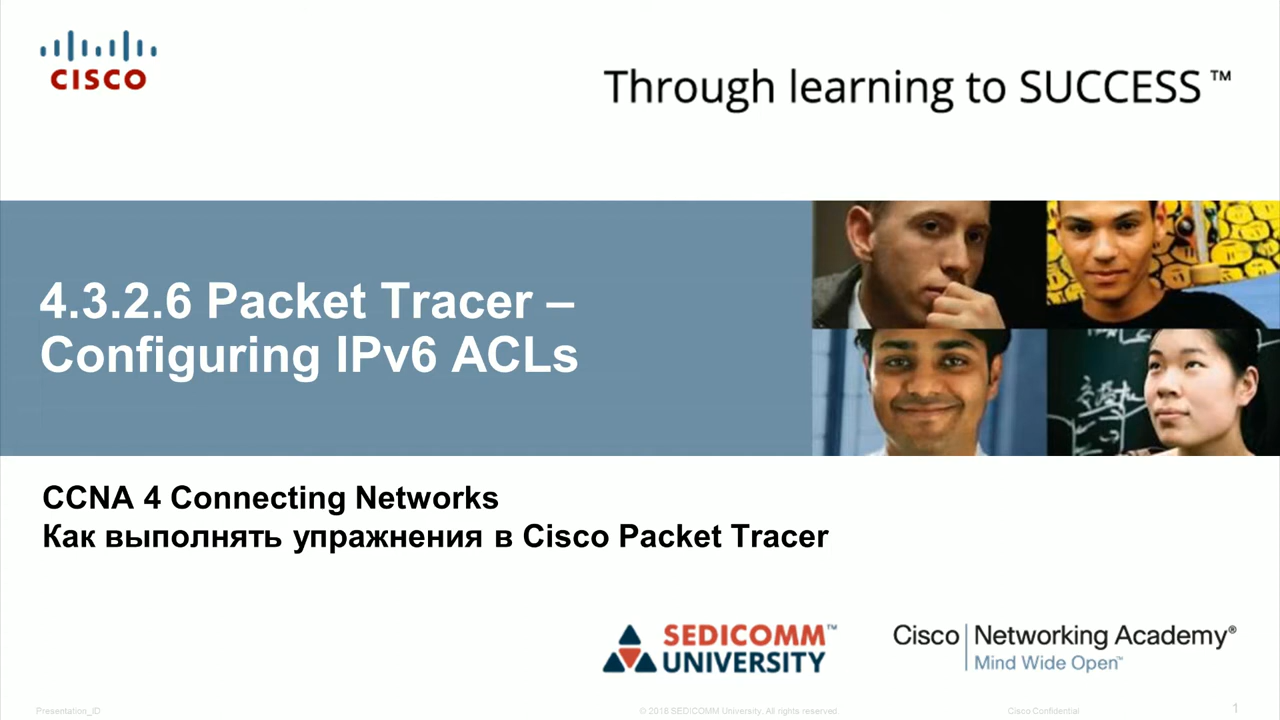 CISCO
Through learning to SUCCESS™
4.3.2.6 Packet Tracer –
Configuring IPv6 ACLs
CCNA 4 Connecting Networks
Как выполнять упражнения в Cisco Packet Tracer
SEDICOMM™
UNIVERSITY
Cisco Networking Academy®
Mind Wide Open™
Presentation_ID
© 2018 SEDICOMM University. All rights reserved.
Cisco Confidential
1